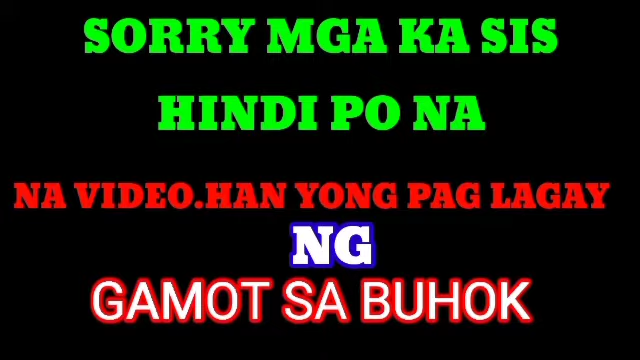 SORRY MGA KA SIS
HINDI PO NA
NA VIDEO.HAN YONG PAG LAGAY
NG
GAMOT SA BUHOK